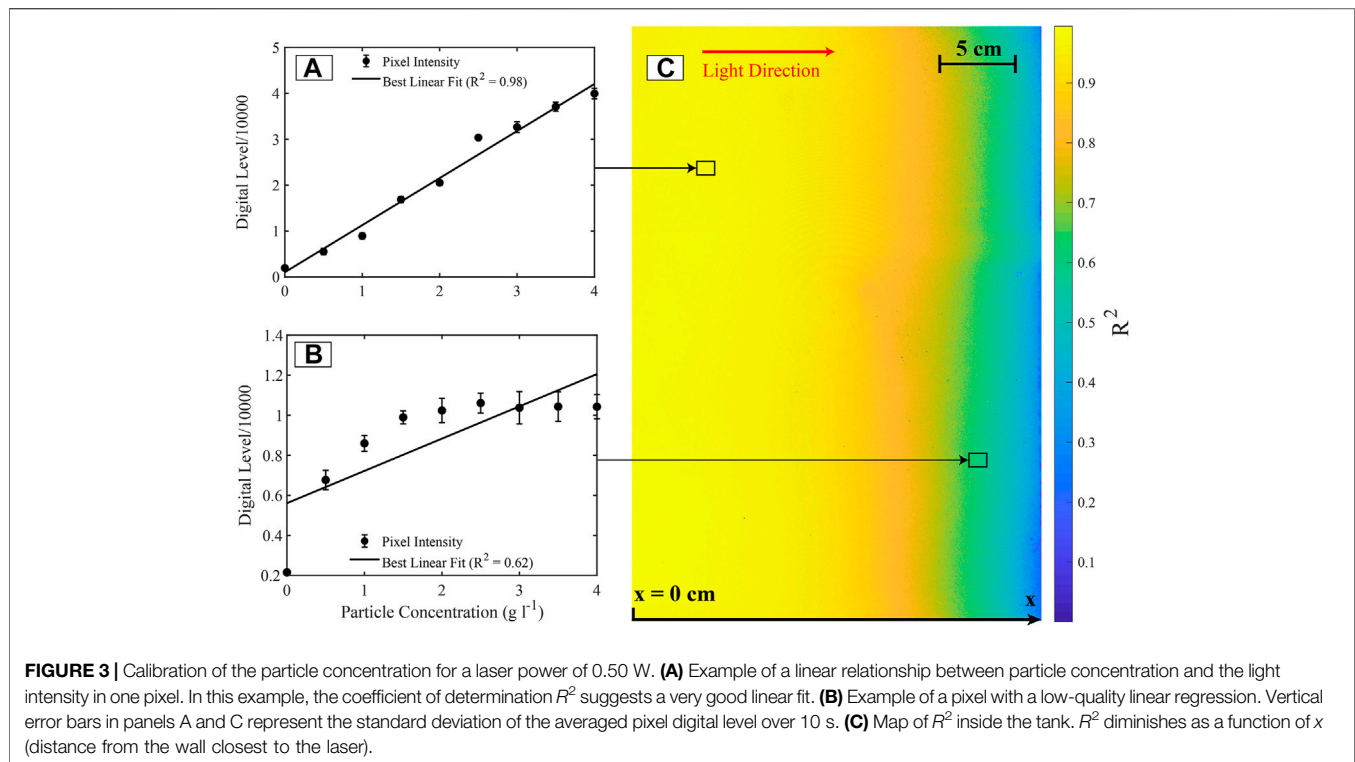 A
Pixel Intensity
Best Linear Fit (R² = 0.98)
Digital Level/10000
5
4
3
2
1
0
0 1 2 3 4
B
Pixel Intensity
Best Linear Fit (R² = 0.62)
Digital Level/10000
1.4
1.2
1
0.8
0.6
0.4
0.2
0 1 2 3 4
Particle Concentration (g l⁻¹)
C
Light Direction
5 cm
x = 0 cm
x
0.9
0.8
0.7
0.6
0.5
0.4
0.3
0.2
0.1
R²
FIGURE 3 | Calibration of the particle concentration for a laser power of 0.50 W. (A) Example of a linear relationship between particle concentration and the light
intensity in one pixel. In this example, the coefficient of determination R² suggests a very good linear fit. (B) Example of a pixel with a low-quality linear regression. Vertical
error bars in panels A and C represent the standard deviation of the averaged pixel digital level over 10 s. (C) Map of R² inside the tank. R² diminishes as a function of x
(distance from the wall closest to the laser).